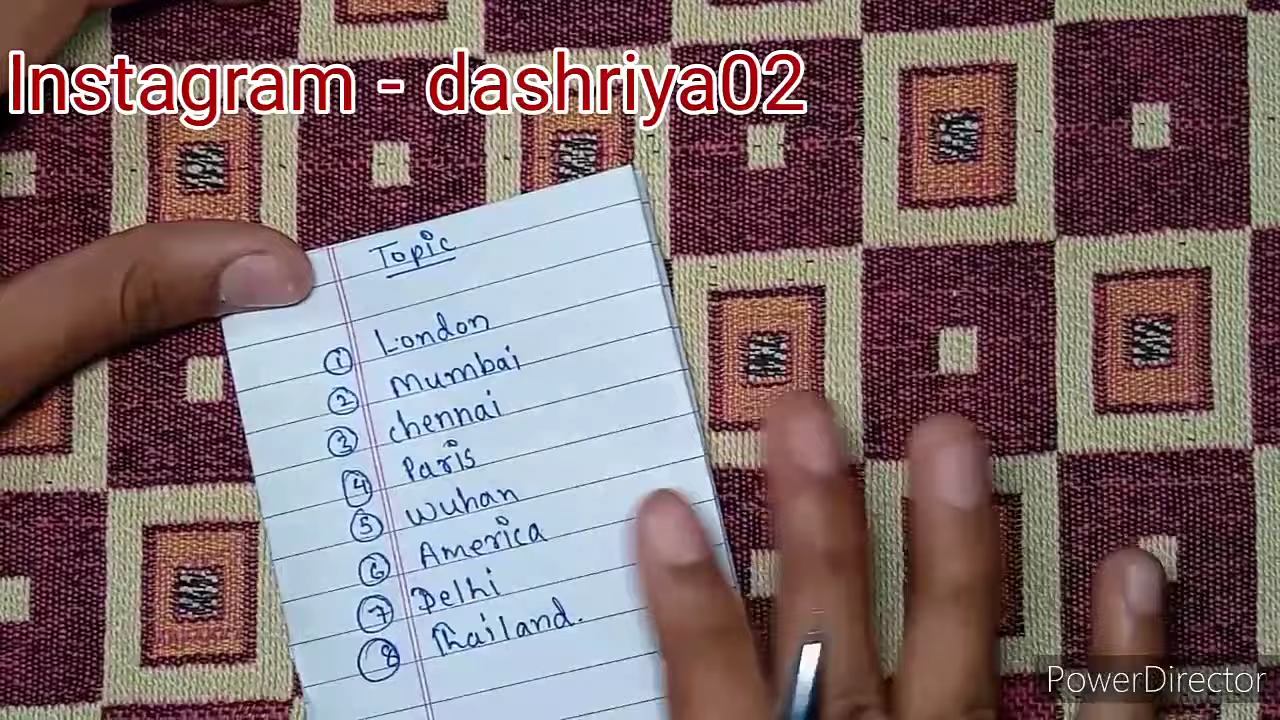 Instagram - dashriya02
Topic
1 London
2 Mumbai
3 chennai
4 Paris
5 Wuhan
6 America
7 Delhi
8 Thailand.
PowerDirector